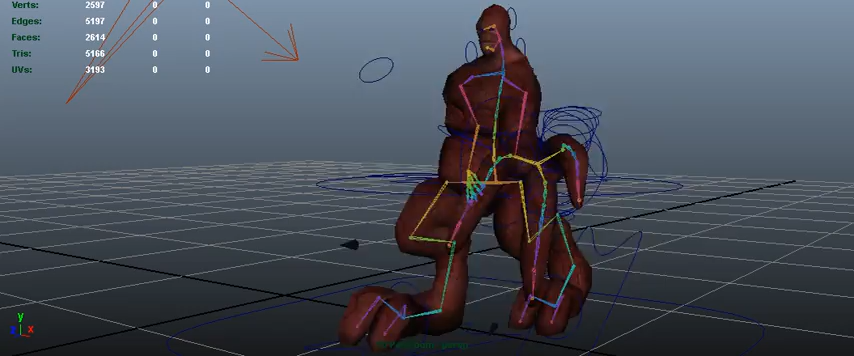 Verts: 2597 0 0
Edges: 5197 0 0
Faces: 2614 0 0
Tris: 5166 0 0
UVs: 3193 0 0
y
x